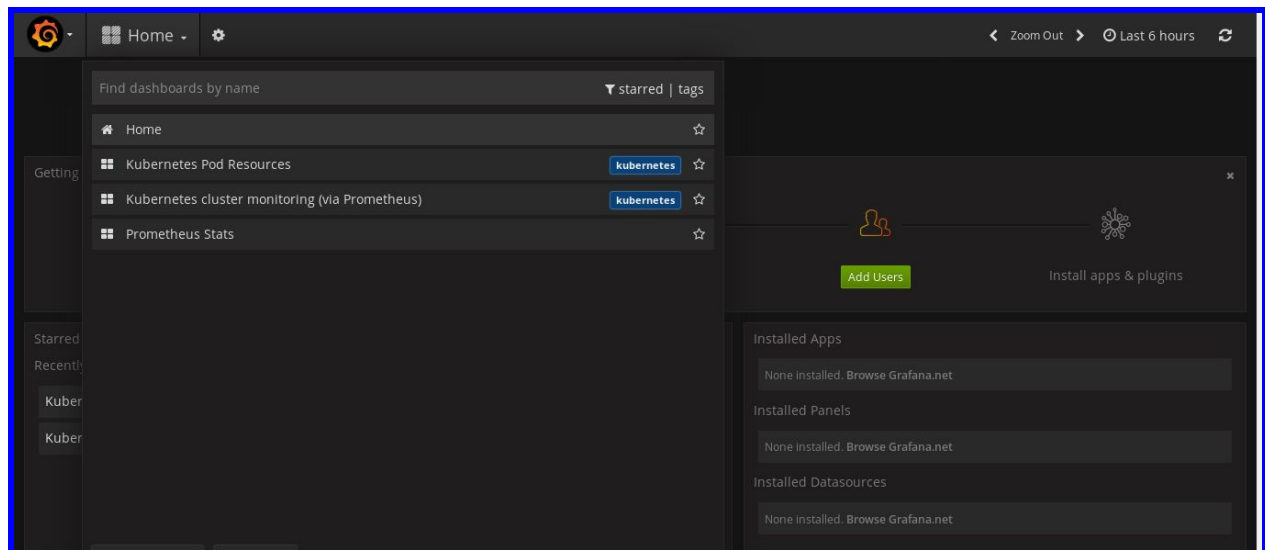 Home
Zoom Out
Last 6 hours
Find dashboards by name
starred | tags
Home
Kubernetes Pod Resources kubernetes
Kubernetes cluster monitoring (via Prometheus) kubernetes
Prometheus Stats
Getting
Add Users
Install apps & plugins
Starred
Recently
Kuber
Kuber
Installed Apps
None installed. Browse Grafana.net
Installed Panels
None installed. Browse Grafana.net
Installed Datasources
None installed. Browse Grafana.net